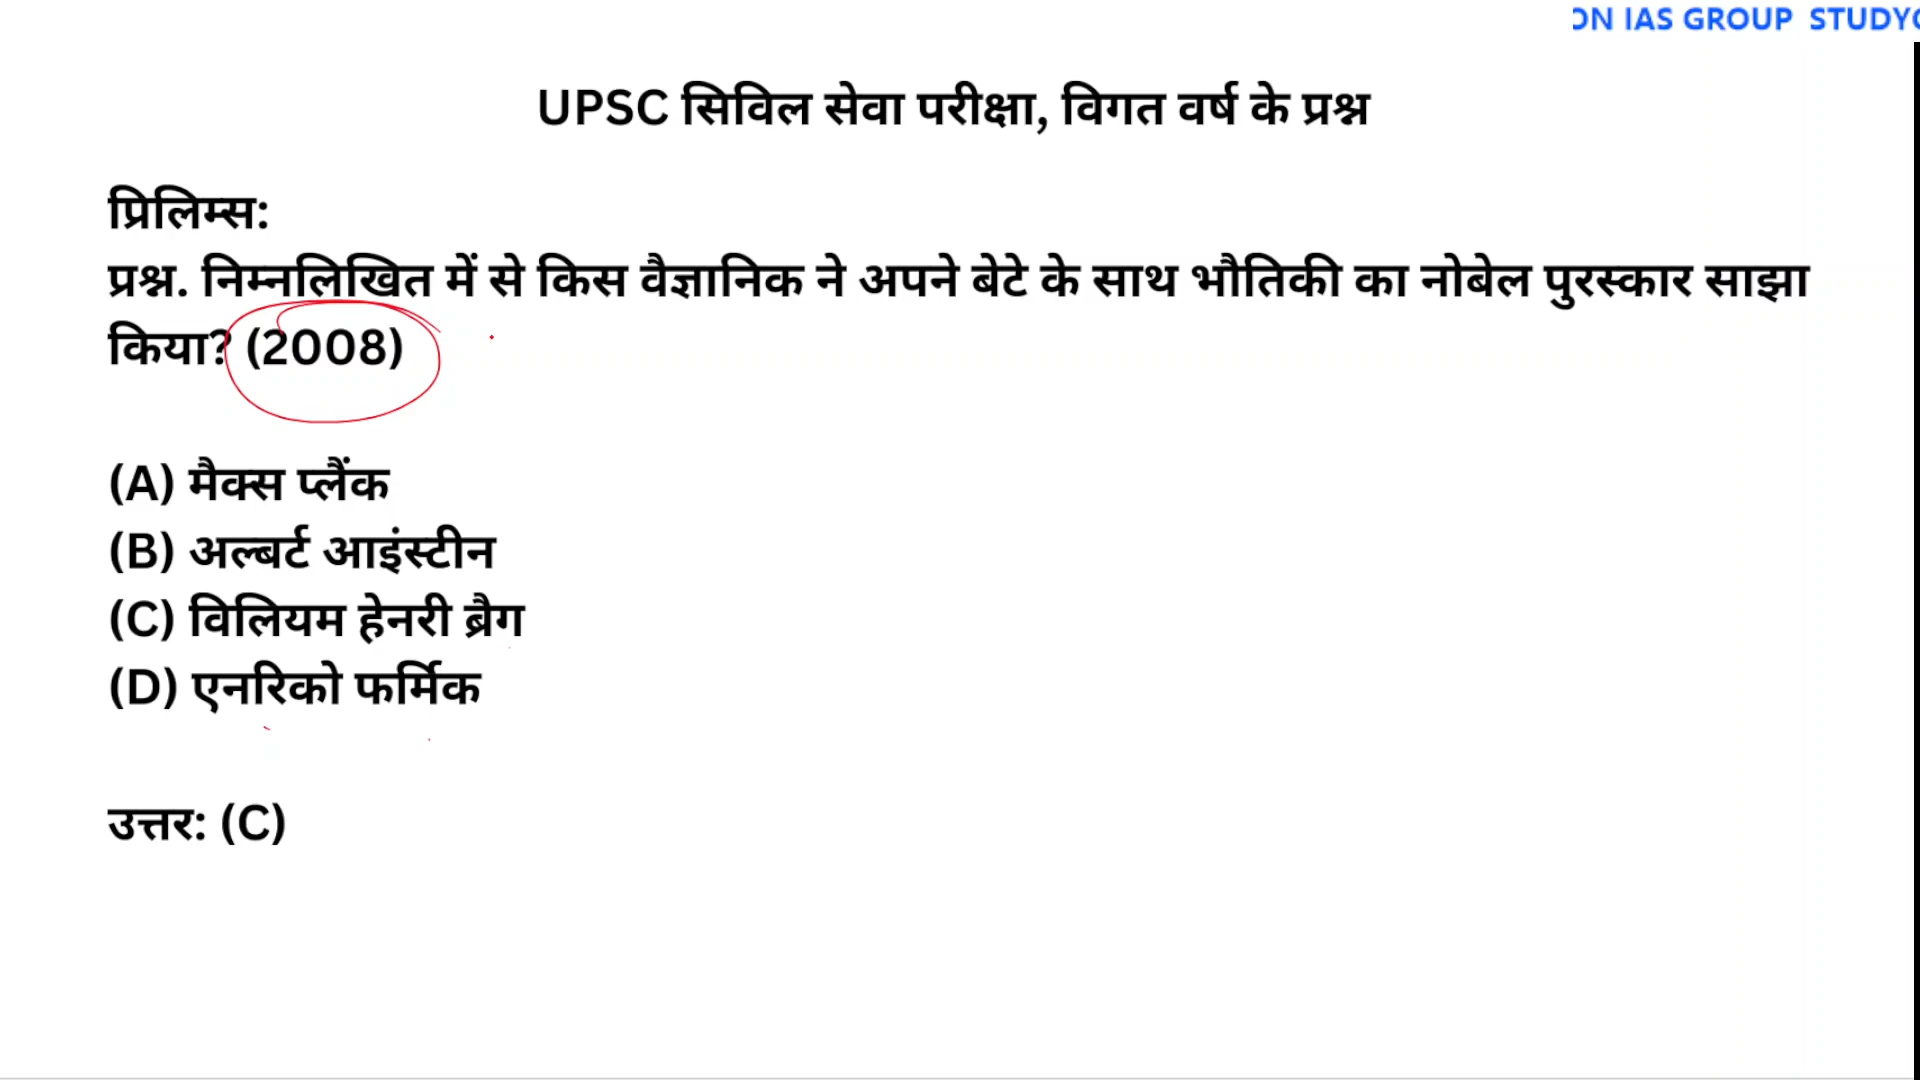 ON IAS GROUP STUDY
UPSC सिविल सेवा परीक्षा, विगत वर्ष के प्रश्न
प्रिलिम्स:
प्रश्न. निम्नलिखित में से किस वैज्ञानिक ने अपने बेटे के साथ भौतिकी का नोबेल पुरस्कार साझा
किया? (2008)
(A) मैक्स प्लैंक
(B) अल्बर्ट आइंस्टीन
(C) विलियम हेनरी ब्रैग
(D) एनरिको फर्मिक
उत्तर: (C)